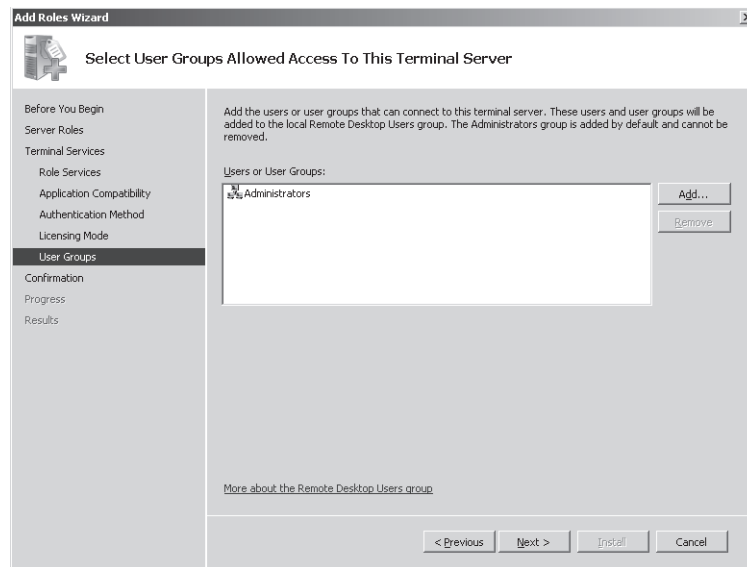 Add Roles Wizard
Select User Groups Allowed Access To This Terminal Server
Before You Begin
Server Roles
Terminal Services
Role Services
Application Compatibility
Authentication Method
Licensing Mode
User Groups
Confirmation
Progress
Results
Add the users or user groups that can connect to this terminal server. These users and user groups will be
added to the local Remote Desktop Users group. The Administrators group is added by default and cannot be
removed.
Users or User Groups:
Administrators
Add...
Remove
More about the Remote Desktop Users group
< Previous
Next >
Install
Cancel